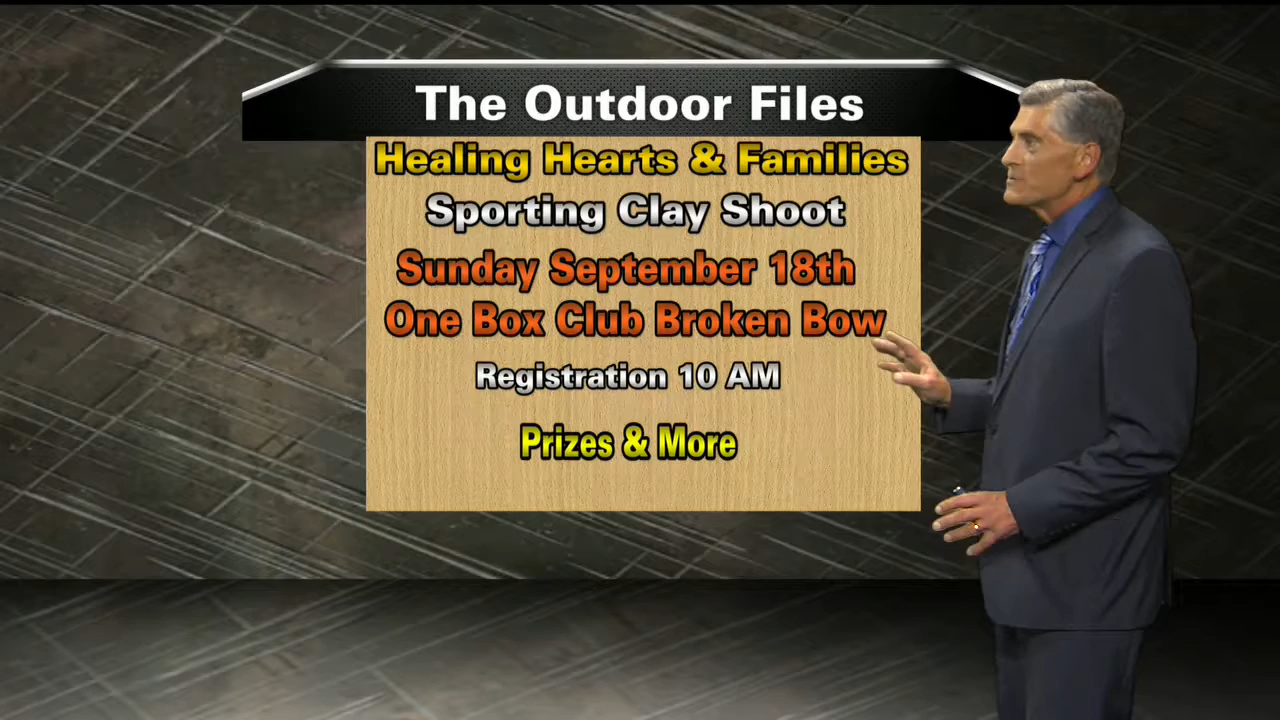 The Outdoor Files
Healing Hearts & Families
Sporting Clay Shoot
Sunday September 18th
One Box Club Broken Bow
Registration 10 AM
Prizes & More